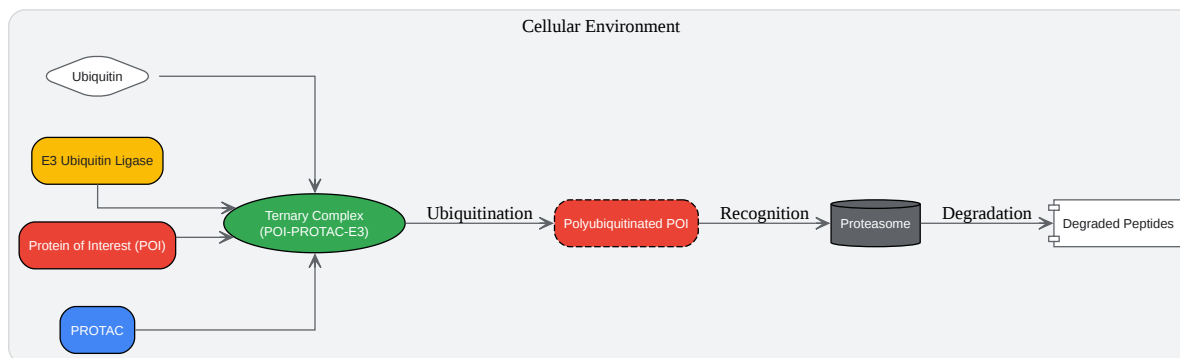 Cellular Environment
Ubiquitin
E3 Ubiquitin Ligase
Protein of Interest (POI)
PROTAC
Ternary Complex
(POI-PROTAC-E3)
Ubiquitination
Polyubiquitinated POI
Recognition
Proteasome
Degradation
Degraded Peptides